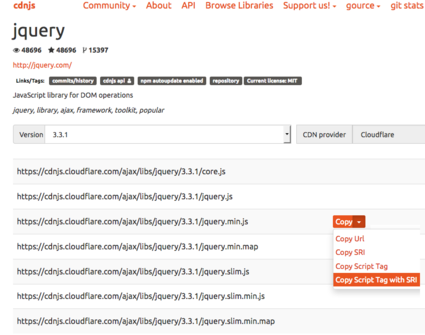 cdnjs Community About API Browse Libraries Support us! gource git stats
jquery
48696 48696 15397
http://jquery.com/
Links/Tags: commits/history cdnjs api npm autoupdate enabled repository Current license: MIT
JavaScript library for DOM operations
jquery, library, ajax, framework, toolkit, popular
Version 3.3.1 CDN provider Cloudflare
https://cdnjs.cloudflare.com/ajax/libs/jquery/3.3.1/core.js
https://cdnjs.cloudflare.com/ajax/libs/jquery/3.3.1/jquery.js
https://cdnjs.cloudflare.com/ajax/libs/jquery/3.3.1/jquery.min.js Copy
Copy Url
https://cdnjs.cloudflare.com/ajax/libs/jquery/3.3.1/jquery.min.map
Copy SRI
Copy Script Tag
https://cdnjs.cloudflare.com/ajax/libs/jquery/3.3.1/jquery.slim.js
Copy Script Tag with SRI
https://cdnjs.cloudflare.com/ajax/libs/jquery/3.3.1/jquery.slim.min.js
https://cdnjs.cloudflare.com/ajax/libs/jquery/3.3.1/jquery.slim.min.map